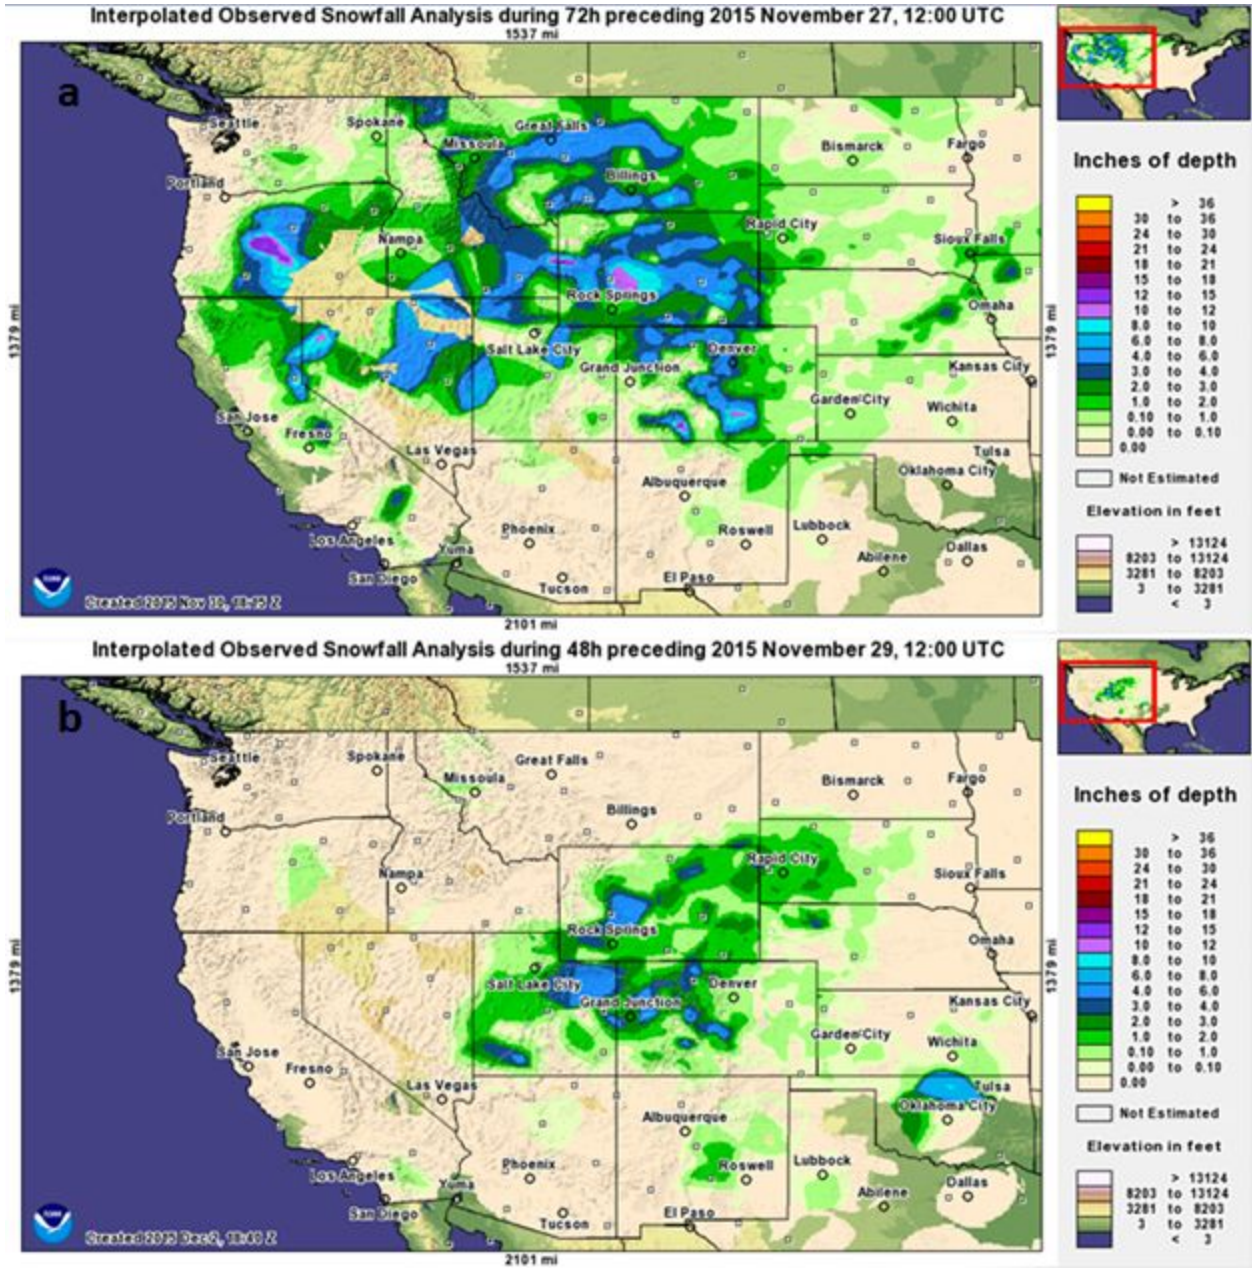 Interpolated Observed Snowfall Analysis during 72h preceding 2015 November 27, 12:00 UTC
1537 mi
a
Seattle
Spokane
Great Falls
Missoula
Bismarck
Fargo
Portland
Billings
Nampa
Rapid City
Sioux Falls
Rock Springs
Omaha
1379 mi
1379 mi
Salt Lake City
Denver
Grand Junction
Kansas City
San Jose
Garden City
Wichita
Fresno
Las Vegas
Tulsa
Albuquerque
Oklahoma City
Los Angeles
Phoenix
Roswell
Lubbock
Dallas
Yuma
Abilene
San Diego
Tucson
El Paso
Created 2015 Nov 30, 18:15 Z
2101 mi
Inches of depth
> 36
30 to 36
24 to 30
21 to 24
18 to 21
15 to 18
12 to 15
10 to 12
8.0 to 10
6.0 to 8.0
4.0 to 6.0
3.0 to 4.0
2.0 to 3.0
1.0 to 2.0
0.10 to 1.0
0.00 to 0.10
0.00
Not Estimated
Elevation in feet
> 13124
8203 to 13124
3281 to 8203
3 to 3281
< 3
Interpolated Observed Snowfall Analysis during 48h preceding 2015 November 29, 12:00 UTC
1537 mi
b
Seattle
Spokane
Great Falls
Missoula
Bismarck
Fargo
Portland
Billings
Nampa
Rapid City
Sioux Falls
Rock Springs
Omaha
1379 mi
1379 mi
Salt Lake City
Denver
Grand Junction
Kansas City
San Jose
Garden City
Wichita
Fresno
Las Vegas
Tulsa
Albuquerque
Oklahoma City
Los Angeles
Phoenix
Roswell
Lubbock
Dallas
Yuma
Abilene
San Diego
Tucson
El Paso
Created 2015 Dec 2, 18:40 Z
2101 mi
Inches of depth
> 36
30 to 36
24 to 30
21 to 24
18 to 21
15 to 18
12 to 15
10 to 12
8.0 to 10
6.0 to 8.0
4.0 to 6.0
3.0 to 4.0
2.0 to 3.0
1.0 to 2.0
0.10 to 1.0
0.00 to 0.10
0.00
Not Estimated
Elevation in feet
> 13124
8203 to 13124
3281 to 8203
3 to 3281
< 3